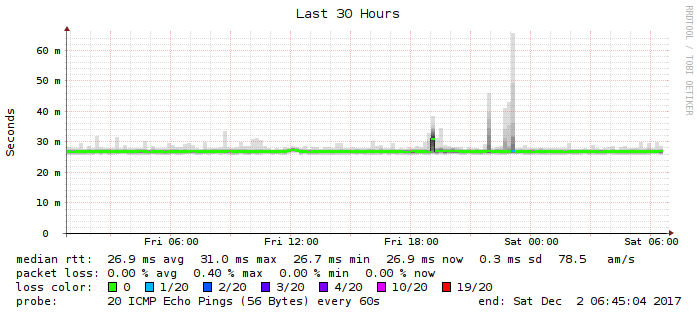 Last 30 Hours
RRDTOOL / TOBI OETIKER
Seconds
60 m
50 m
40 m
30 m
20 m
10 m
0
Fri 06:00 Fri 12:00 Fri 18:00 Sat 00:00 Sat 06:00
median rtt: 26.9 ms avg 31.0 ms max 26.7 ms min 26.9 ms now 0.3 ms sd 78.5 am/s
packet loss: 0.00 % avg 0.40 % max 0.00 % min 0.00 % now
loss color: 0 1/20 2/20 3/20 4/20 10/20 19/20
probe: 20 ICMP Echo Pings (56 Bytes) every 60s end: Sat Dec 2 06:45:04 2017